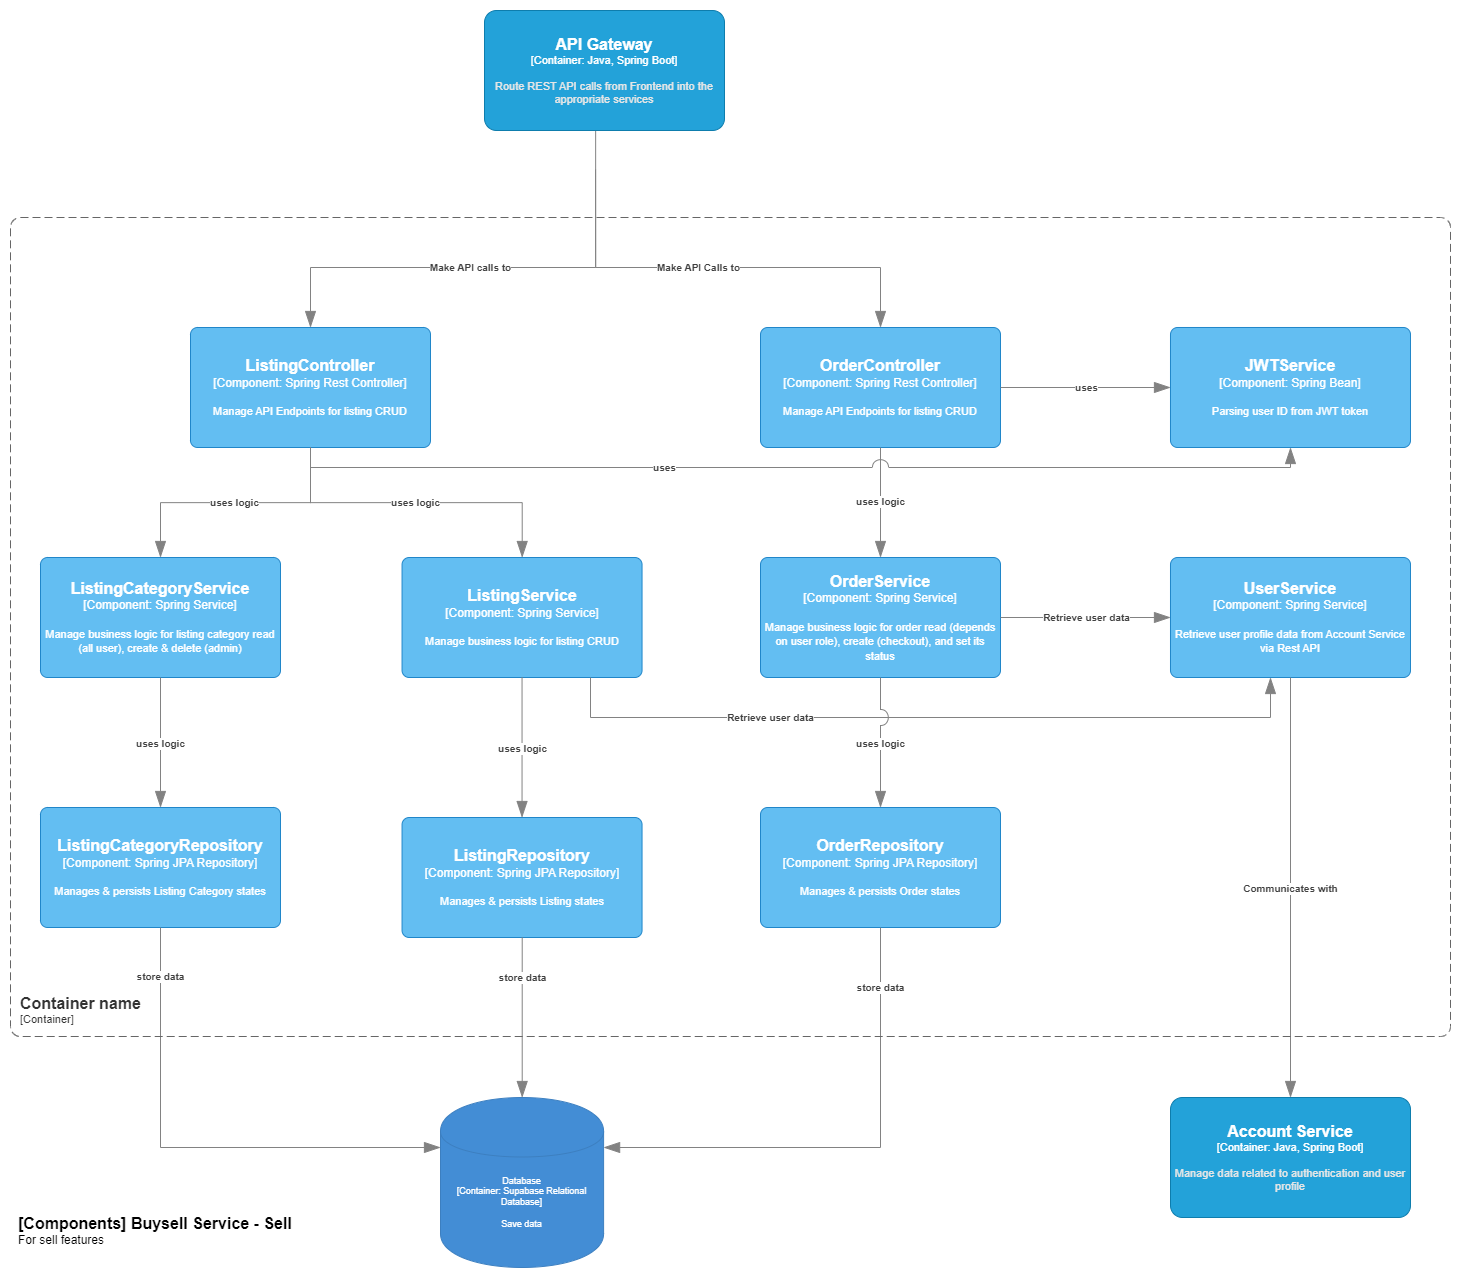 API Gateway
[Container: Java, Spring Boot]
Route REST API calls from Frontend into the
appropriate services
Make API calls to
Make API Calls to
ListingController
[Component: Spring Rest Controller]
Manage API Endpoints for listing CRUD
OrderController
[Component: Spring Rest Controller]
Manage API Endpoints for listing CRUD
uses
JWTService
[Component: Spring Bean]
Parsing user ID from JWT token
uses
uses logic
uses logic
uses logic
ListingCategoryService
[Component: Spring Service]
Manage business logic for listing category read
(all user), create & delete (admin)
ListingService
[Component: Spring Service]
Manage business logic for listing CRUD
OrderService
[Component: Spring Service]
Manage business logic for order read (depends
on user role), create (checkout), and set its
status
Retrieve user data
UserService
[Component: Spring Service]
Retrieve user profile data from Account Service
via Rest API
Retrieve user data
uses logic
uses logic
uses logic
ListingCategoryRepository
[Component: Spring JPA Repository]
Manages & persists Listing Category states
ListingRepository
[Component: Spring JPA Repository]
Manages & persists Listing states
OrderRepository
[Component: Spring JPA Repository]
Manages & persists Order states
Communicates with
store data
store data
store data
Container name
[Container]
Database
[Container: Supabase Relational
Database]
Save data
Account Service
[Container: Java, Spring Boot]
Manage data related to authentication and user
profile
[Components] Buysell Service - Sell
For sell features